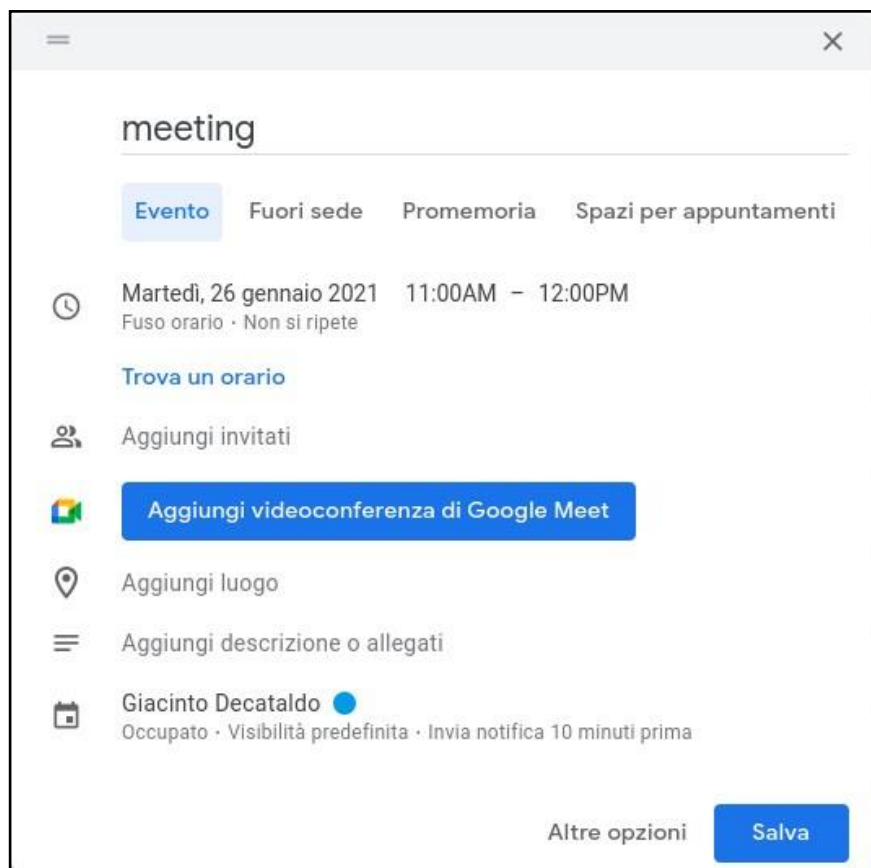 meeting
Evento Fuori sede Promemoria Spazi per appuntamenti
Martedì, 26 gennaio 2021 11:00AM – 12:00PM
Fuso orario · Non si ripete
Trova un orario
Aggiungi invitati
Aggiungi videoconferenza di Google Meet
Aggiungi luogo
Aggiungi descrizione o allegati
Giacinto Decataldo
Occupato · Visibilità predefinita · Invia notifica 10 minuti prima
Altre opzioni Salva